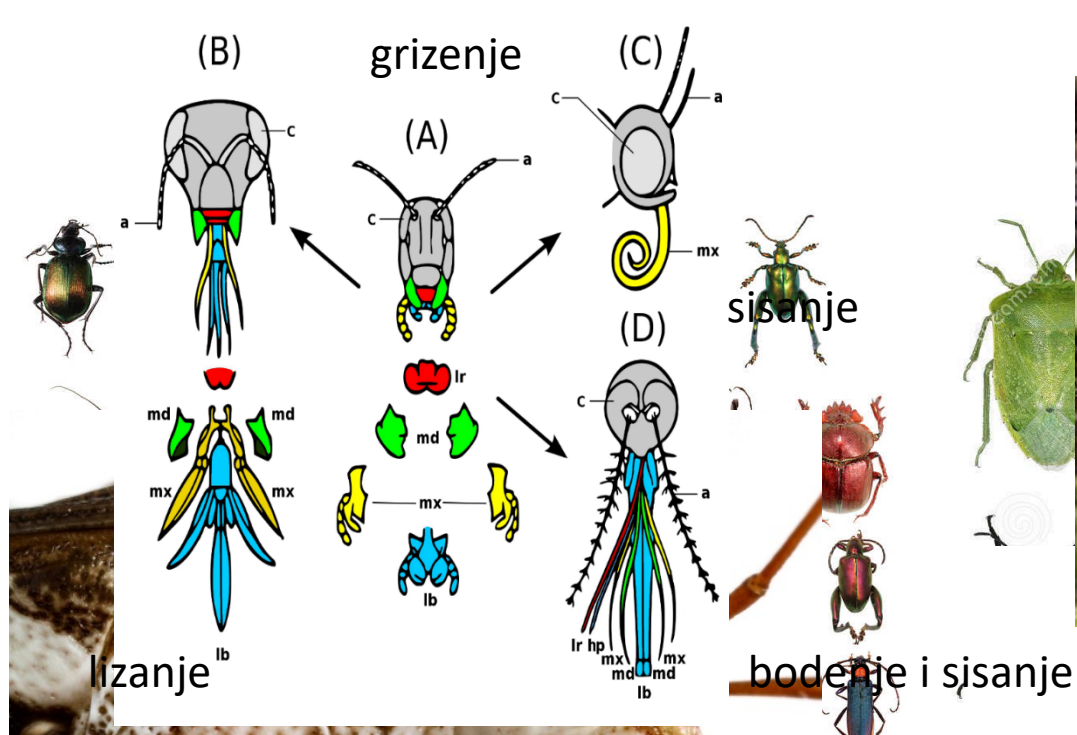 (B)
grizenje
(C)
c
a
c
(A)
a
a
c
mx
sisanje
(D)
lr
c
md
md
md
mx
mx
mx
a
lb
lr hp
mx
mx
md
md
lb
lb
lizanje
bodenje i sisanje